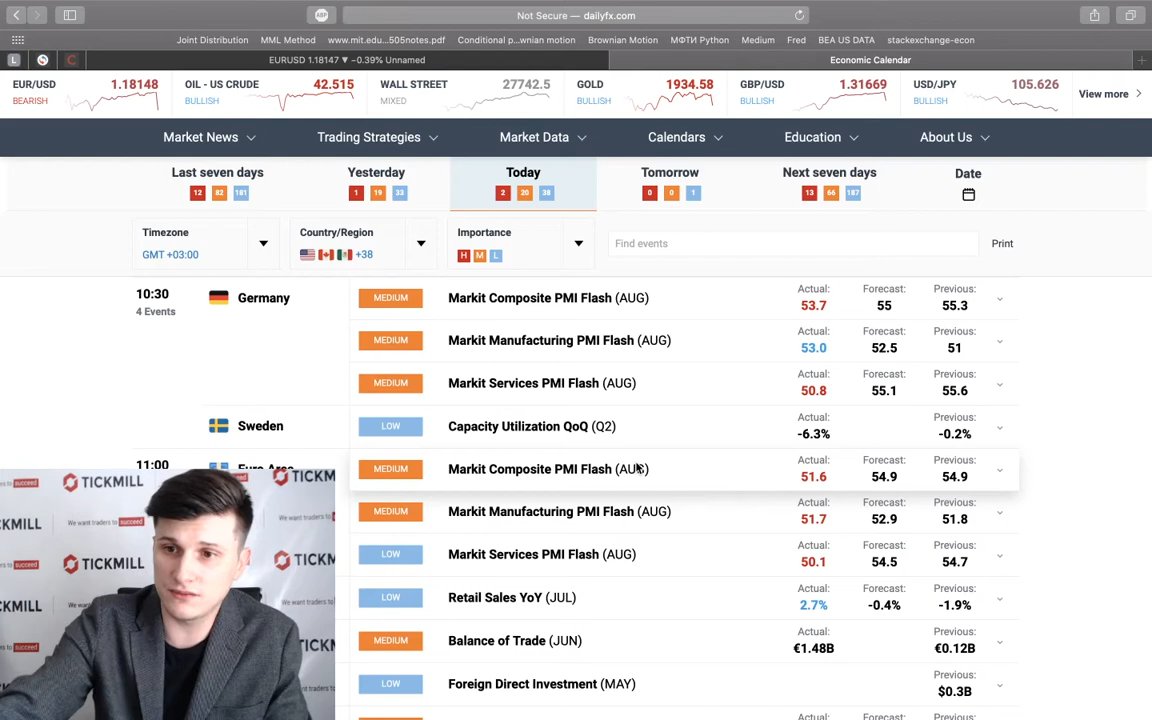 ABP
Not Secure — dailyfx.com
Joint Distribution
MML Method
www.mit.edu...505notes.pdf
Conditional p...wnian motion
Brownian Motion
МФТИ Python
Medium
Fred
BEA US DATA
stackexchange-econ
L
C
EURUSD 1.18147 ▼ −0.39% Unnamed
Economic Calendar
EUR/USD 1.18148
BEARISH
OIL - US CRUDE 42.515
BULLISH
WALL STREET 27742.5
MIXED
GOLD 1934.58
BULLISH
GBP/USD 1.31669
BULLISH
USD/JPY 105.626
BULLISH
View more
Market News
Trading Strategies
Market Data
Calendars
Education
About Us
Last seven days
12 82 181
Yesterday
1 19 33
Today
2 20 38
Tomorrow
0 0 1
Next seven days
13 66 187
Date
Timezone
GMT +03:00
Country/Region
+38
Importance
H M L
Find events
Print
10:30
4 Events
Germany
MEDIUM
Markit Composite PMI Flash (AUG)
Actual: Forecast: Previous:
53.7 55 55.3
MEDIUM
Markit Manufacturing PMI Flash (AUG)
Actual: Forecast: Previous:
53.0 52.5 51
MEDIUM
Markit Services PMI Flash (AUG)
Actual: Forecast: Previous:
50.8 55.1 55.6
Sweden
LOW
Capacity Utilization QoQ (Q2)
Actual: Previous:
-6.3% -0.2%
11:00
Euro Area
MEDIUM
Markit Composite PMI Flash (AUG)
Actual: Forecast: Previous:
51.6 54.9 54.9
MEDIUM
Markit Manufacturing PMI Flash (AUG)
Actual: Forecast: Previous:
51.7 52.9 51.8
LOW
Markit Services PMI Flash (AUG)
Actual: Forecast: Previous:
50.1 54.5 54.7
LOW
Retail Sales YoY (JUL)
Actual: Forecast: Previous:
2.7% -0.4% -1.9%
MEDIUM
Balance of Trade (JUN)
Actual: Previous:
€1.48B €0.12B
LOW
Foreign Direct Investment (MAY)
Previous:
$0.3B
TICKMILL
We want traders to succeed